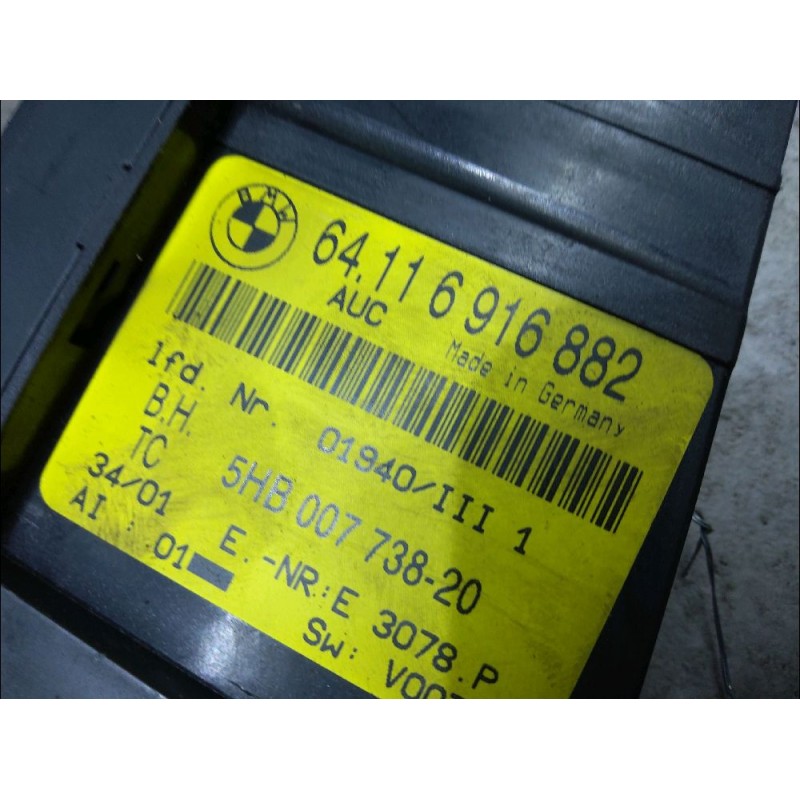 BMW
64.11 6 916 882
AUC
Made in Germany
lfd. Nr. 01940/III 1
B.H.
TC 5HB 007 738-20
34/01
AI: 01 E.-NR:E 3078.P
SW: